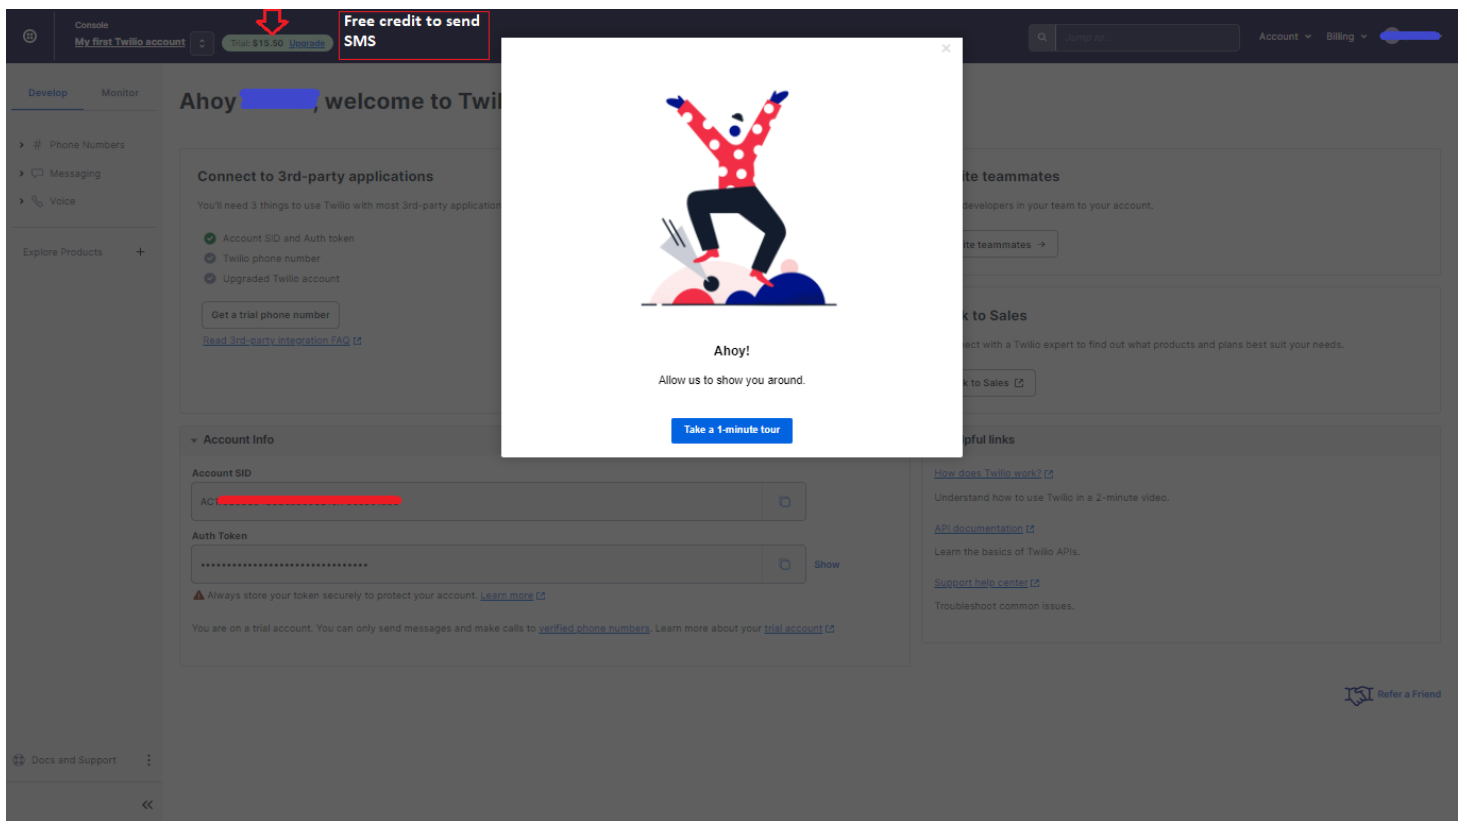 Console
My first Twilio account
Trial: $15.50 Upgrade
Free credit to send
SMS
Jump to...
Account
Billing
Develop
Monitor
Ahoy , welcome to Twil
Phone Numbers
Messaging
Voice
Explore Products
Connect to 3rd-party applications
You'll need 3 things to use Twilio with most 3rd-party application
Account SID and Auth token
Twilio phone number
Upgraded Twilio account
Get a trial phone number
Read 3rd-party integration FAQ
Ahoy!
Allow us to show you around.
Take a 1-minute tour
ite teammates
developers in your team to your account.
ite teammates →
k to Sales
ect with a Twilio expert to find out what products and plans best suit your needs.
k to Sales
Account Info
Account SID
AC
Auth Token
••••••••••••••••••••••••••••••••
Show
Always store your token securely to protect your account. Learn more
You are on a trial account. You can only send messages and make calls to verified phone numbers. Learn more about your trial account
pful links
How does Twilio work?
Understand how to use Twilio in a 2-minute video.
API documentation
Learn the basics of Twilio APIs.
Support help center
Troubleshoot common issues.
Refer a Friend
Docs and Support